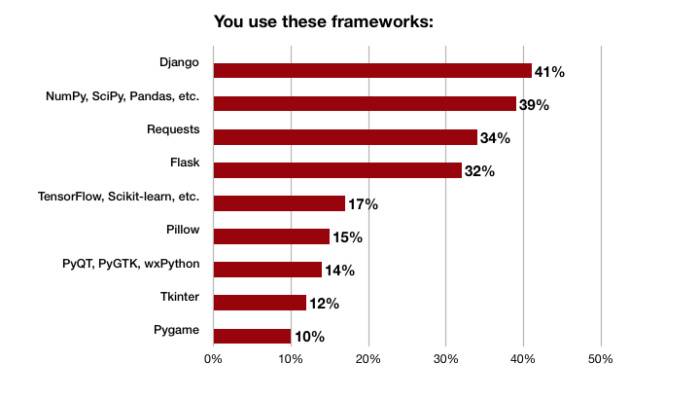 You use these frameworks:
Django 41%
NumPy, SciPy, Pandas, etc. 39%
Requests 34%
Flask 32%
TensorFlow, Scikit-learn, etc. 17%
Pillow 15%
PyQT, PyGTK, wxPython 14%
Tkinter 12%
Pygame 10%
0% 10% 20% 30% 40% 50%